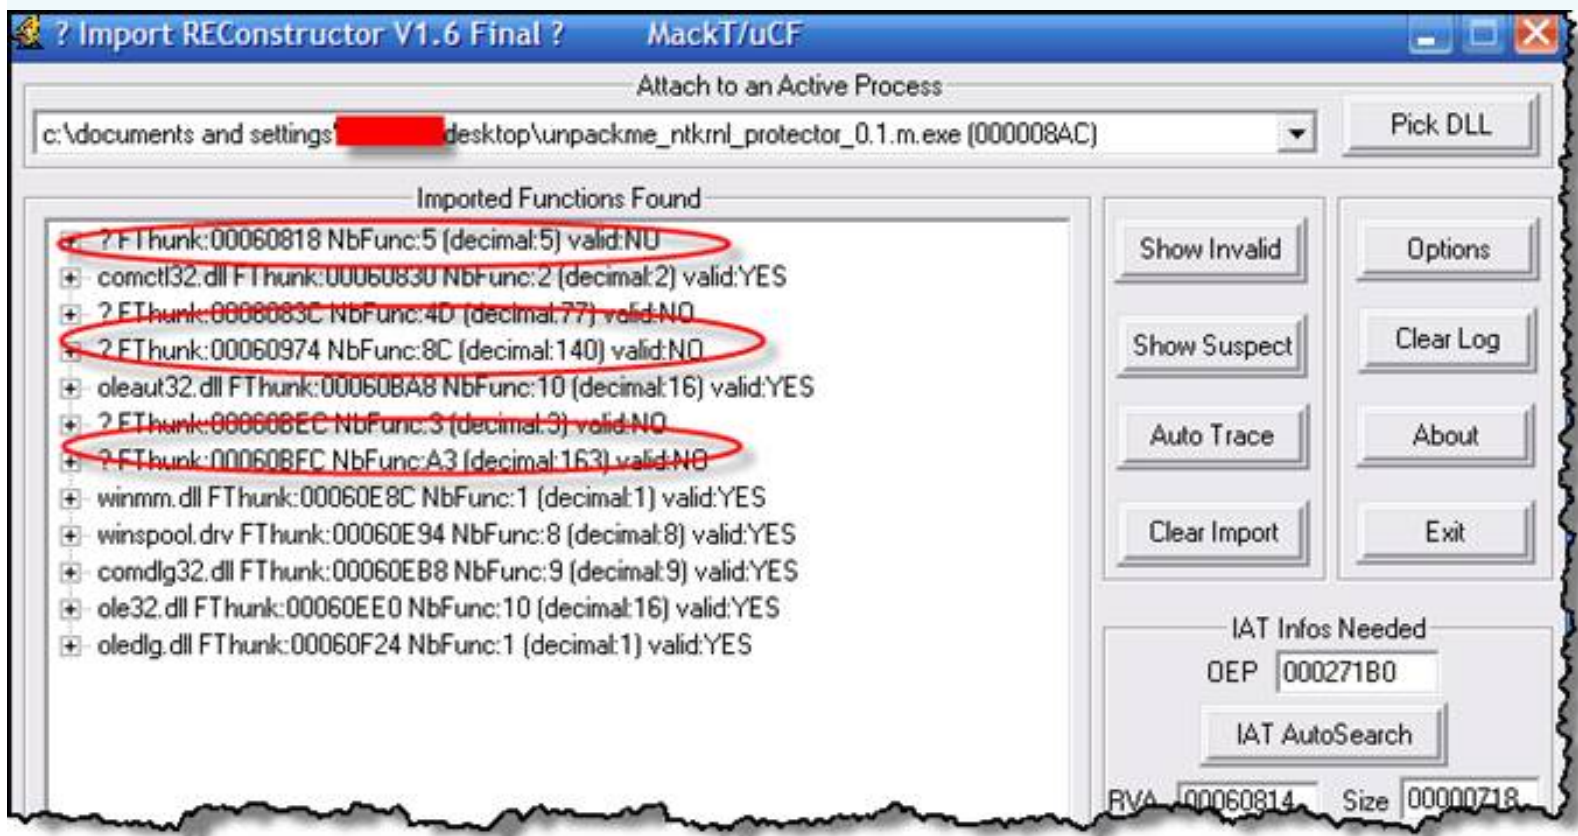 ? Import REConstructor V1.6 Final ? MackT/uCF
Attach to an Active Process
c:\documents and settings\ desktop\unpackme_ntkrnl_protector_0.1.m.exe (000008AC)
Pick DLL
Imported Functions Found
? FThunk:00060818 NbFunc:5 (decimal:5) valid:NO
comctl32.dll FThunk:00060830 NbFunc:2 (decimal:2) valid:YES
? FThunk:0006083C NbFunc:4D (decimal:77) valid:NO
? FThunk:00060974 NbFunc:8C (decimal:140) valid:NO
oleaut32.dll FThunk:00060BA8 NbFunc:10 (decimal:16) valid:YES
? FThunk:00060BEC NbFunc:3 (decimal:3) valid:NO
? FThunk:00060BFC NbFunc:A3 (decimal:163) valid:NO
winmm.dll FThunk:00060E8C NbFunc:1 (decimal:1) valid:YES
winspool.drv FThunk:00060E94 NbFunc:8 (decimal:8) valid:YES
comdlg32.dll FThunk:00060EB8 NbFunc:9 (decimal:9) valid:YES
ole32.dll FThunk:00060EE0 NbFunc:10 (decimal:16) valid:YES
oledlg.dll FThunk:00060F24 NbFunc:1 (decimal:1) valid:YES
Show Invalid
Options
Show Suspect
Clear Log
Auto Trace
About
Clear Import
Exit
IAT Infos Needed
OEP 000271B0
IAT AutoSearch
RVA 00060814 Size 00000718